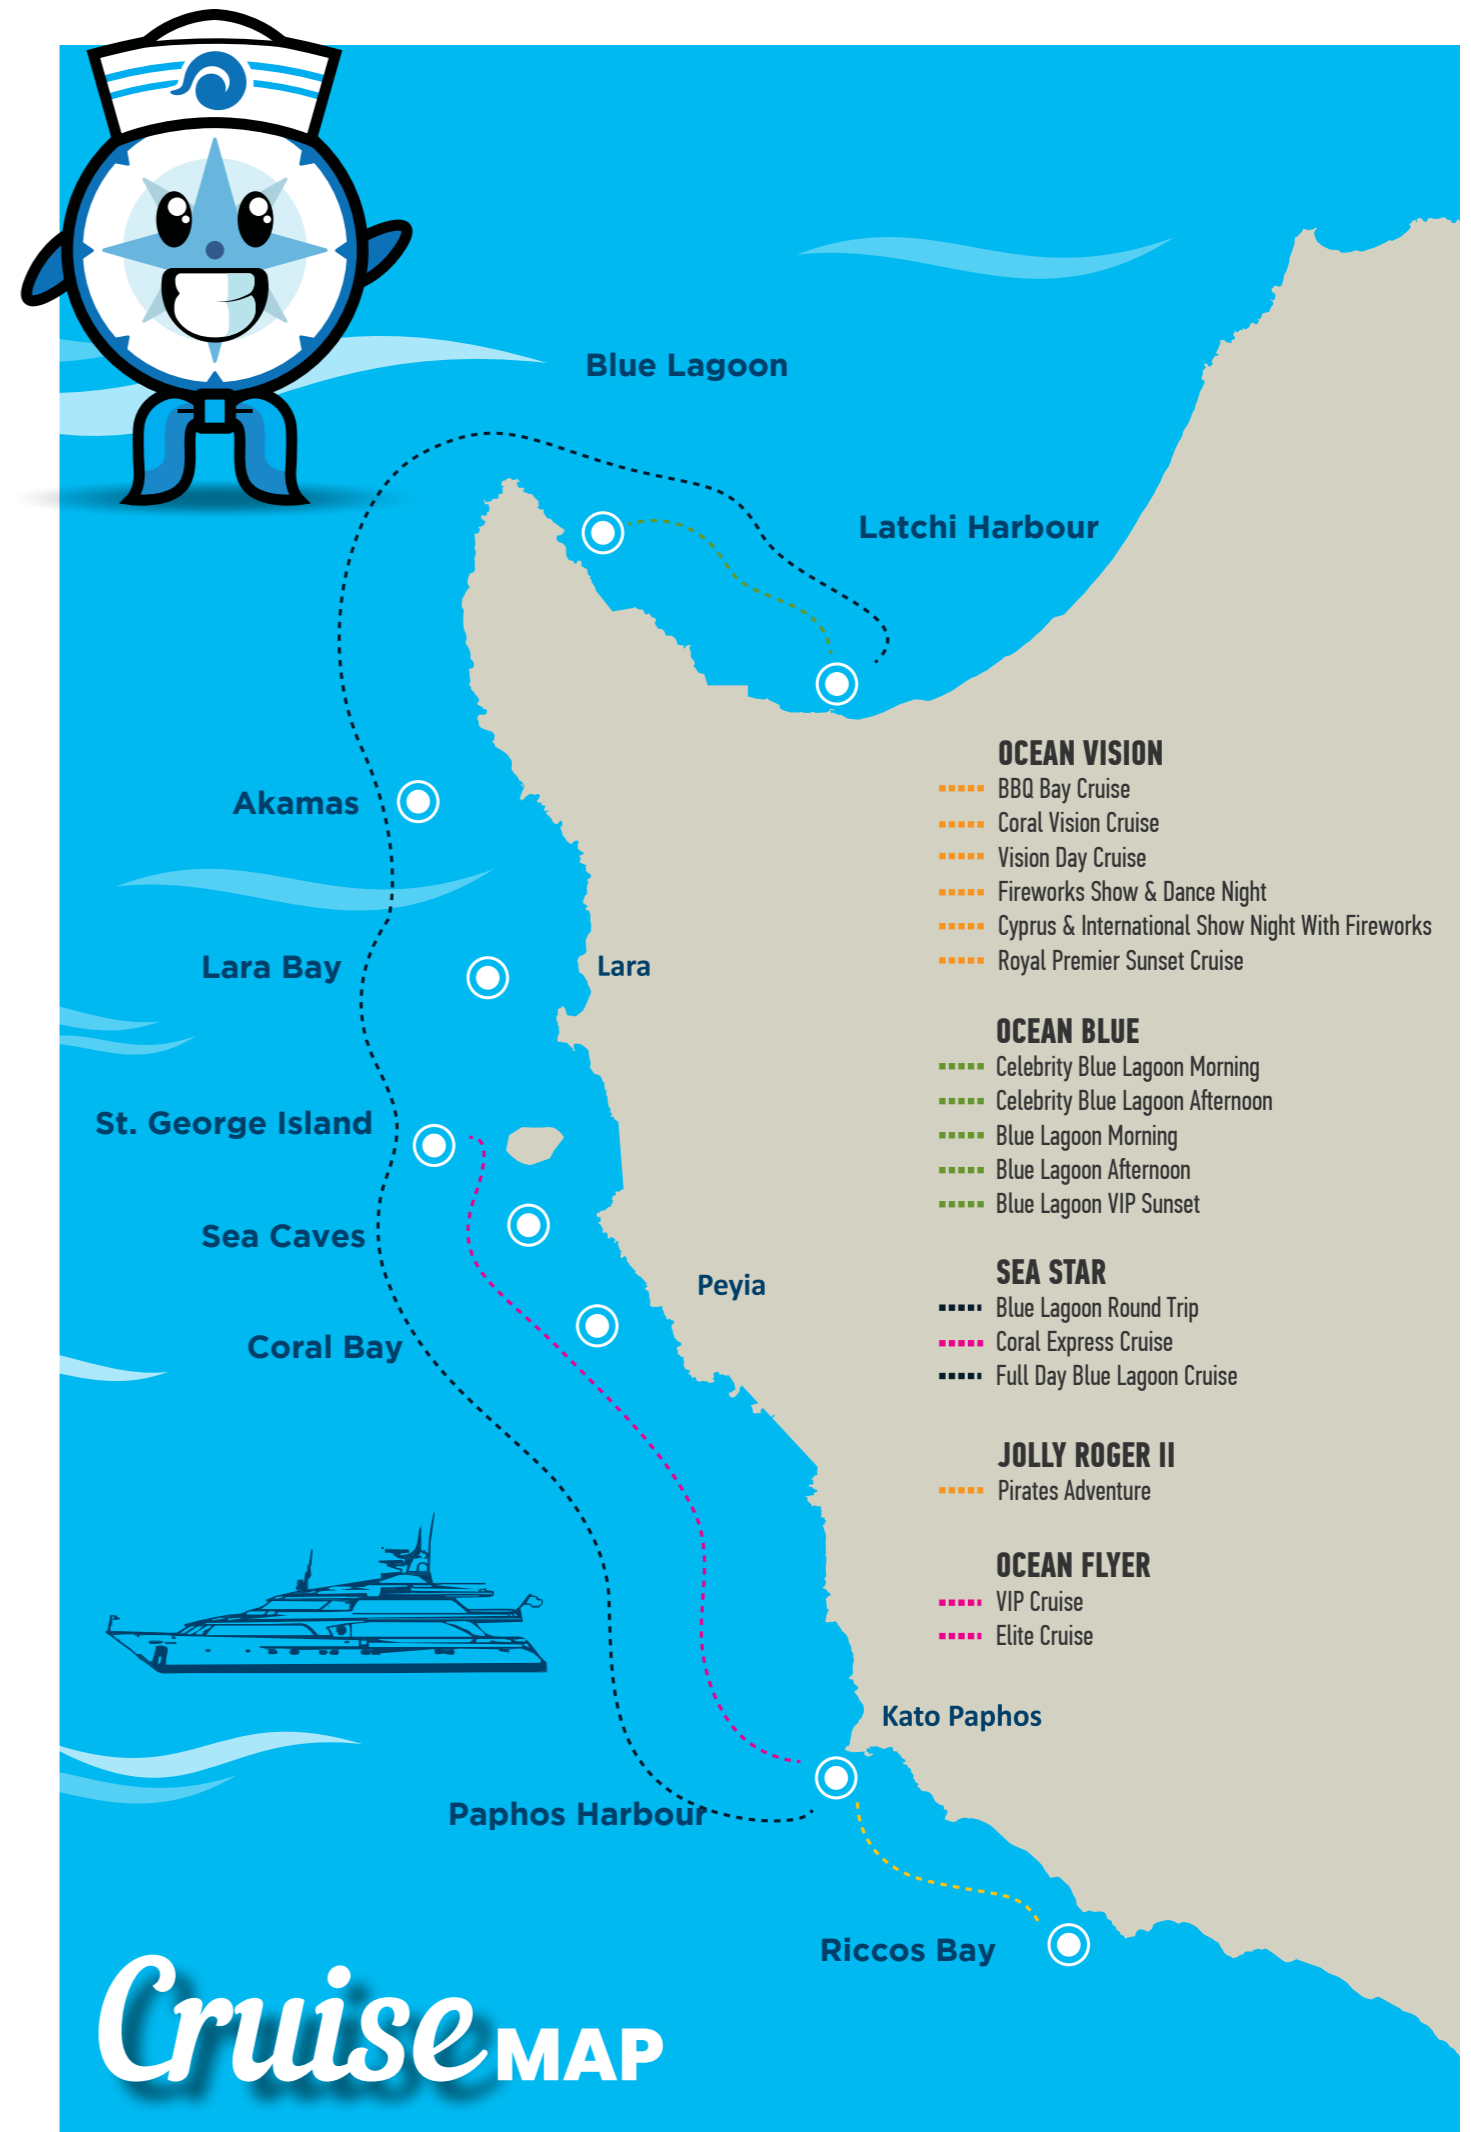 Blue Lagoon
Latchi Harbour
OCEAN VISION
BBQ Bay Cruise
Coral Vision Cruise
Vision Day Cruise
Fireworks Show & Dance Night
Cyprus & International Show Night With Fireworks
Royal Premier Sunset Cruise
Akamas
Lara Bay
Lara
OCEAN BLUE
Celebrity Blue Lagoon Morning
Celebrity Blue Lagoon Afternoon
Blue Lagoon Morning
Blue Lagoon Afternoon
Blue Lagoon VIP Sunset
St. George Island
Sea Caves
Peyia
Coral Bay
SEA STAR
Blue Lagoon Round Trip
Coral Express Cruise
Full Day Blue Lagoon Cruise
JOLLY ROGER II
Pirates Adventure
OCEAN FLYER
VIP Cruise
Elite Cruise
Kato Paphos
Paphos Harbour
Riccos Bay
Cruise MAP